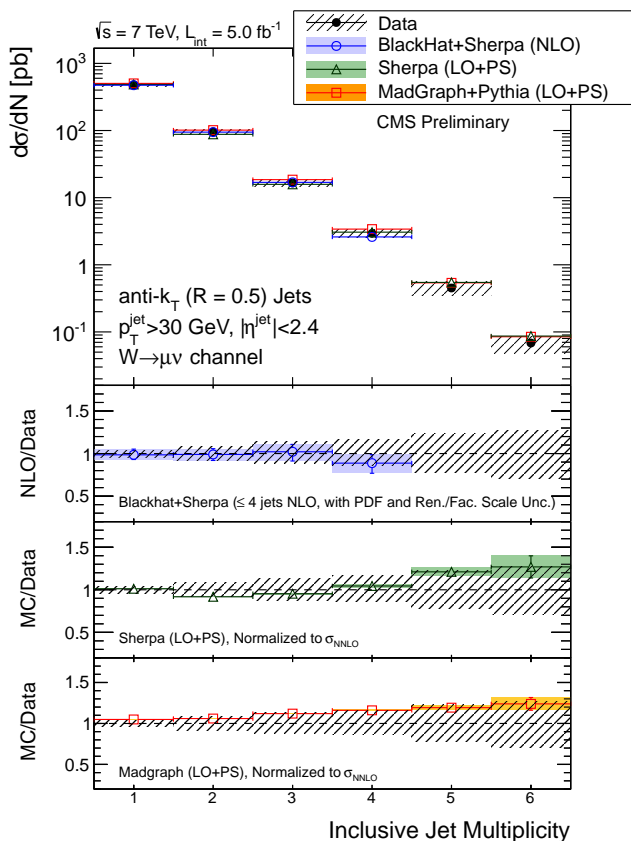 √s = 7 TeV, L_int = 5.0 fb⁻¹
Data
BlackHat+Sherpa (NLO)
Sherpa (LO+PS)
MadGraph+Pythia (LO+PS)
CMS Preliminary
dσ/dN [pb]
10³
10²
10
1
10⁻¹
anti-k_T (R = 0.5) Jets
p_T^jet>30 GeV, |η^jet|<2.4
W→μν channel
NLO/Data
1.5
1
0.5
Blackhat+Sherpa (≤ 4 jets NLO, with PDF and Ren./Fac. Scale Unc.)
MC/Data
1.5
1
0.5
Sherpa (LO+PS), Normalized to σ_NNLO
MC/Data
1.5
1
0.5
Madgraph (LO+PS), Normalized to σ_NNLO
1 2 3 4 5 6
Inclusive Jet Multiplicity